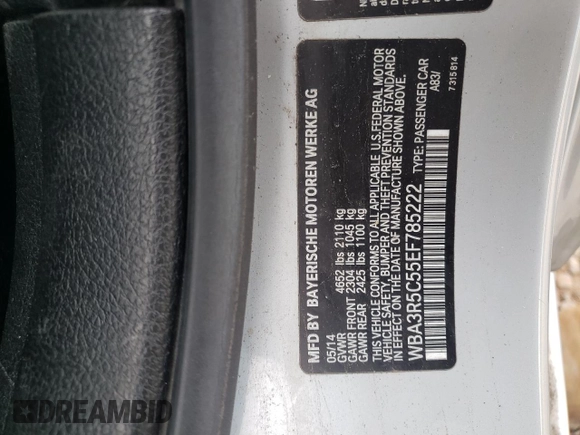 MFD BY BAYERISCHE MOTOREN WERKE AG
05/14
GVWR 4652 lbs 2110 kg
GAWR FRONT 2304 lbs 1045 kg
GAWR REAR 2425 lbs 1100 kg
THIS VEHICLE CONFORMS TO ALL APPLICABLE U.S. FEDERAL MOTOR
VEHICLE SAFETY, BUMPER AND THEFT PREVENTION STANDARDS
IN EFFECT ON THE DATE OF MANUFACTURE SHOWN ABOVE.
WBA3R5C55EF785222 TYPE: PASSENGER CAR
A83/
7 315 814
DREAMBID